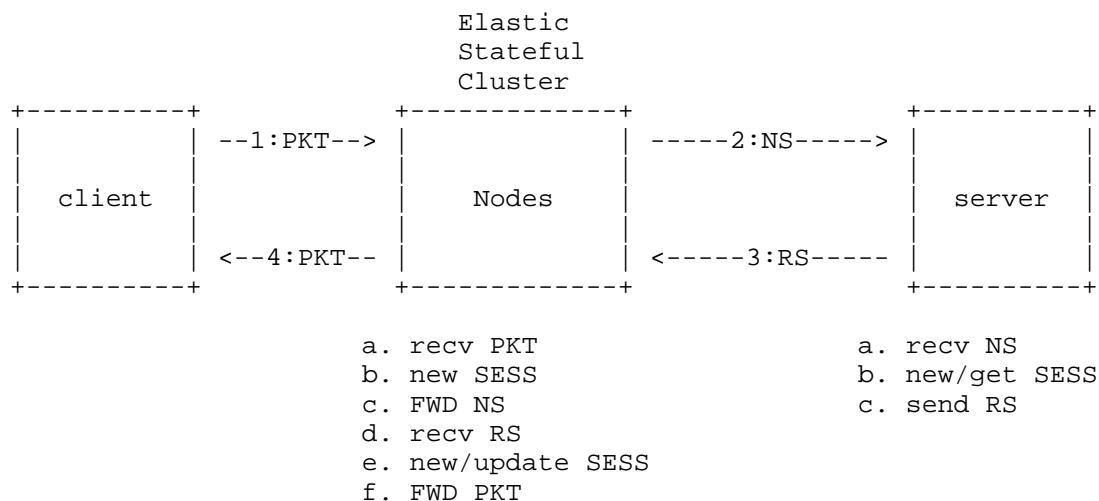 Elastic
Stateful
Cluster
--1:PKT--> -----2:NS----->
client Nodes server
<--4:PKT-- <-----3:RS-----
a. recv PKT a. recv NS
b. new SESS b. new/get SESS
c. FWD NS c. send RS
d. recv RS
e. new/update SESS
f. FWD PKT